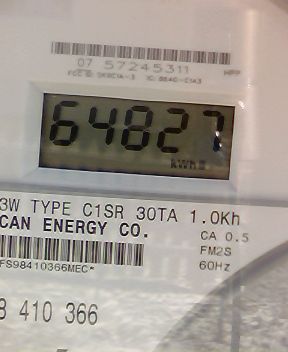 07 57245311
64827
kWh
3W TYPE C1SR 30TA 1.0Kh
CAN ENERGY CO.
CA 0.5
FM2S
60Hz
FS98410366MEC*
8 410 366